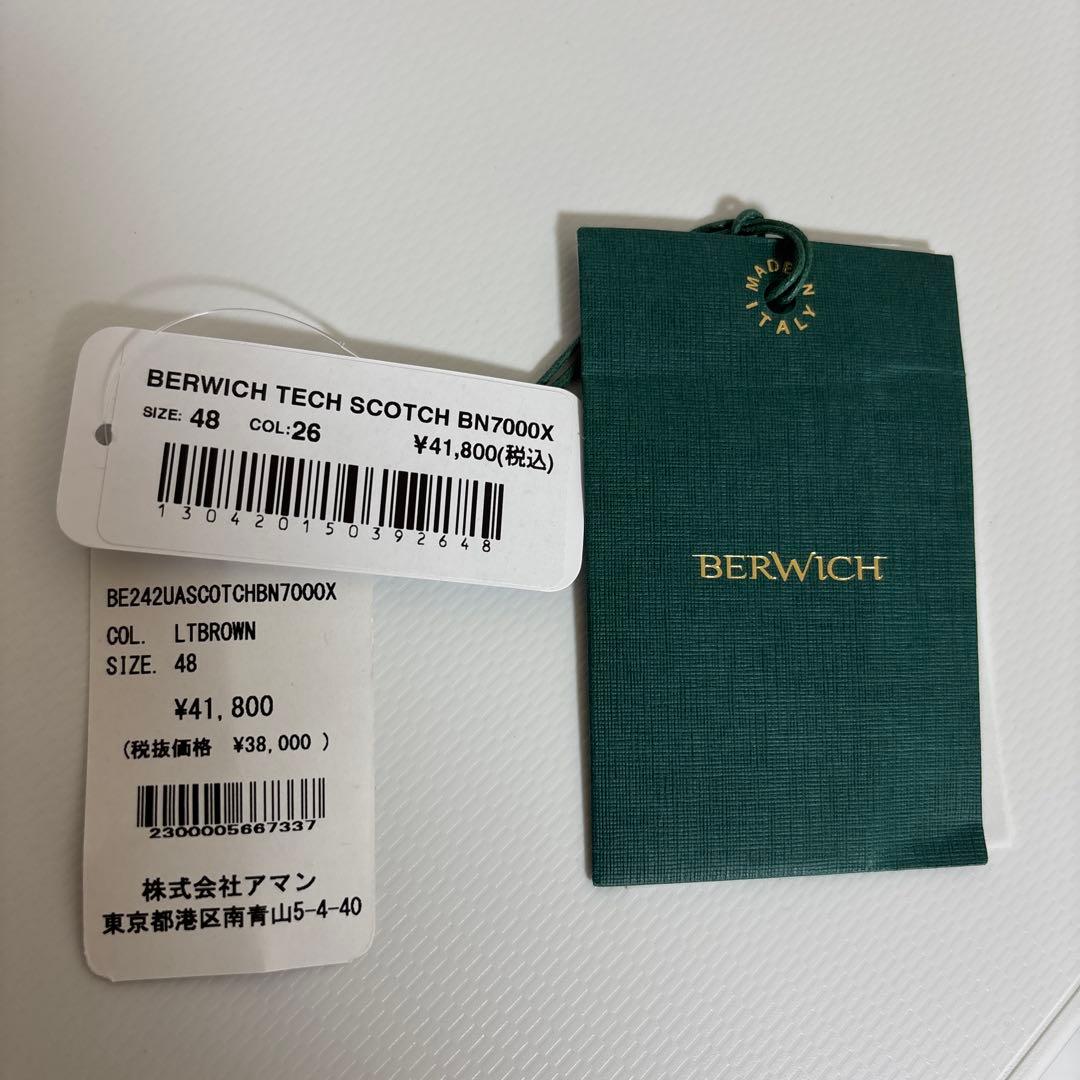 BERWICH TECH SCOTCH BN7000X
SIZE: 48 COL:26
¥41,800(税込)
1304201503926​48
BE242UASCOTCHBN7000X
COL. LTBROWN
SIZE. 48
¥41,800
(税抜価格 ¥38,000 )
2300005667337
株式会社アマン
東京都港区南青山5-4-40
MADE IN ITALY
BERWICH